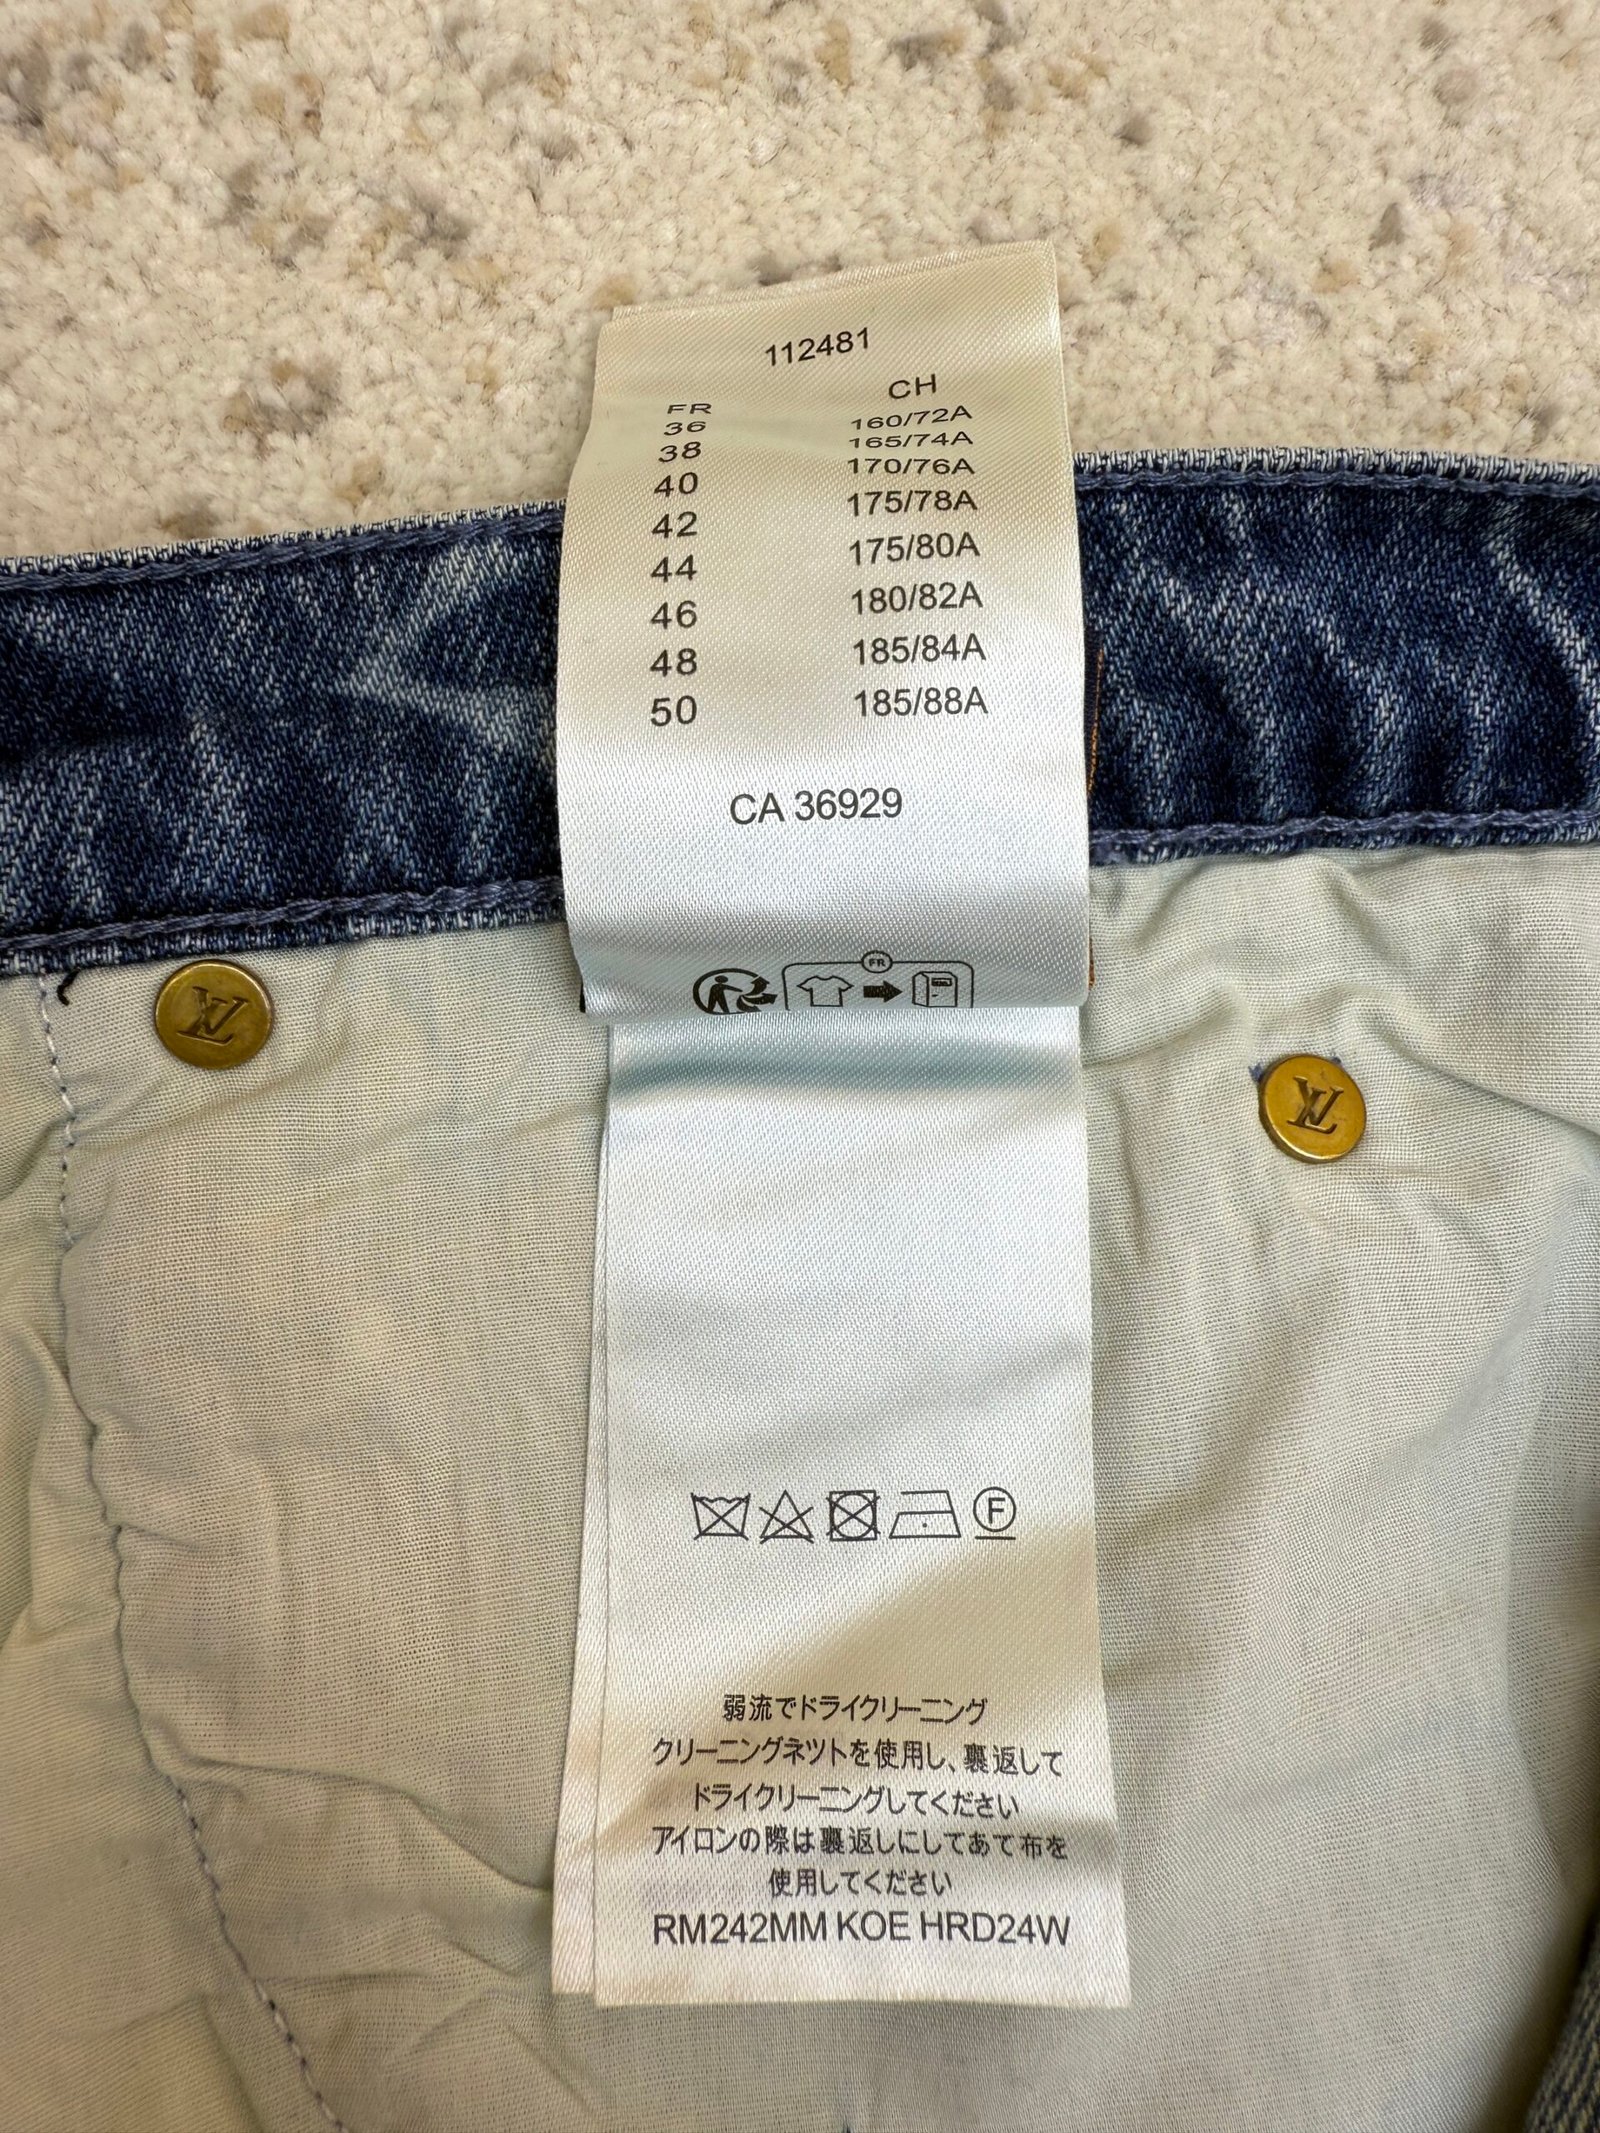 112481
FR CH
36 160/72A
38 165/74A
40 170/76A
42 175/78A
44 175/80A
46 180/82A
48 185/84A
50 185/88A
CA 36929
FR
LV
LV
F
弱流でドライクリーニング
クリーニングネツトを使用し、裏返して
ドライクリーニングしてください
アイロンの際は裏返しにしてあて布を
使用してください
RM242MM KOE HRD24W